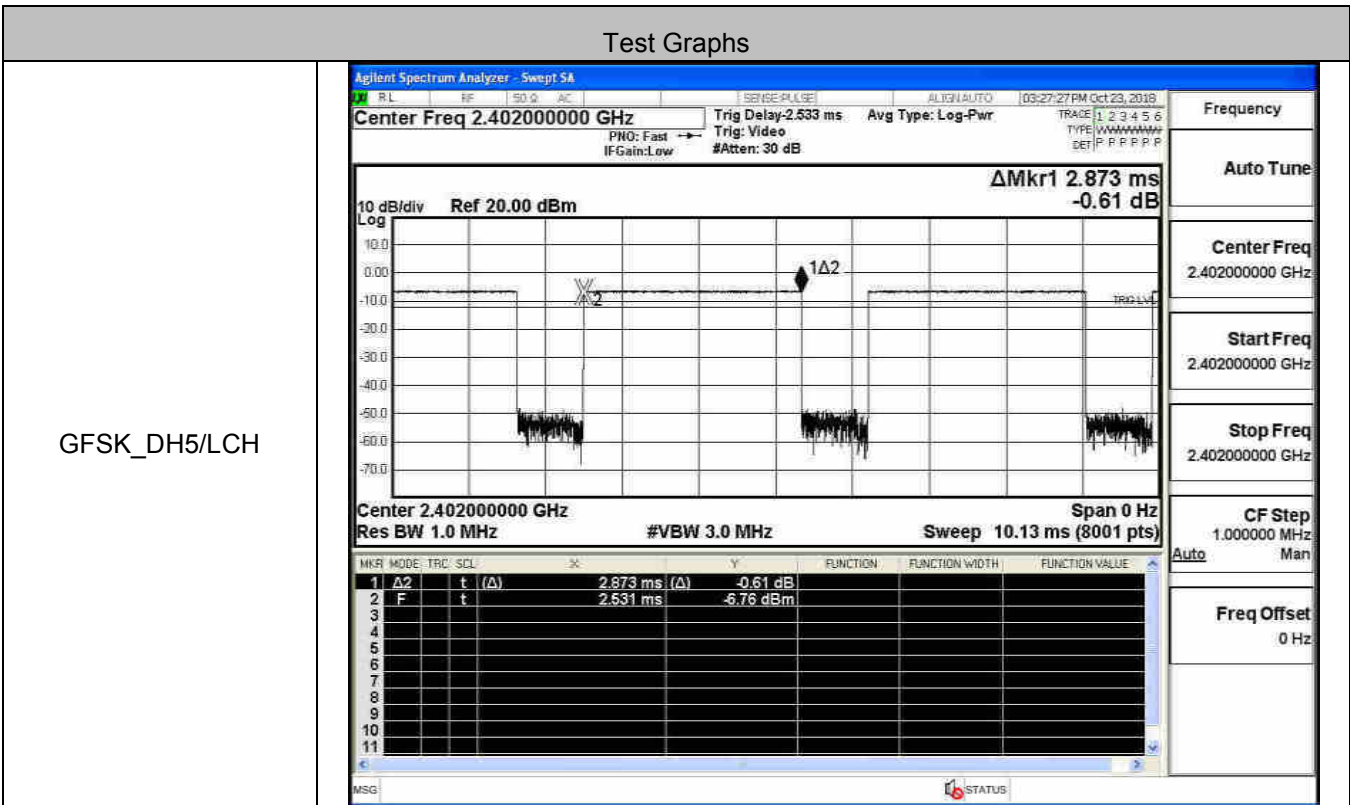 Test Graphs
GFSK_DH5/LCH
Agilent Spectrum Analyzer - Swept SA
RL RF 50 Ω AC SENSE:PULSE ALIGNAUTO 03:27:27 PM Oct 23, 2018
Center Freq 2.402000000 GHz
PNO: Fast
IFGain:Low
Trig Delay-2.533 ms
Trig: Video
#Atten: 30 dB
Avg Type: Log-Pwr
TRACE 1 2 3 4 5 6
TYPE
DET P P P P P P
ΔMkr1 2.873 ms
-0.61 dB
10 dB/div Ref 20.00 dBm
Log
10.0
0.00
-10.0
-20.0
-30.0
-40.0
-50.0
-60.0
-70.0
1Δ2
2
TRIG LVL
Center 2.402000000 GHz Span 0 Hz
Res BW 1.0 MHz #VBW 3.0 MHz Sweep 10.13 ms (8001 pts)
MKR MODE TRC SCL X Y FUNCTION FUNCTION WIDTH FUNCTION VALUE
1 Δ2 t (Δ) 2.873 ms (Δ) -0.61 dB
2 F t 2.531 ms -6.76 dBm
3
4
5
6
7
8
9
10
11
MSG STATUS
Frequency
Auto Tune
Center Freq
2.402000000 GHz
Start Freq
2.402000000 GHz
Stop Freq
2.402000000 GHz
CF Step
1.000000 MHz
Auto Man
Freq Offset
0 Hz